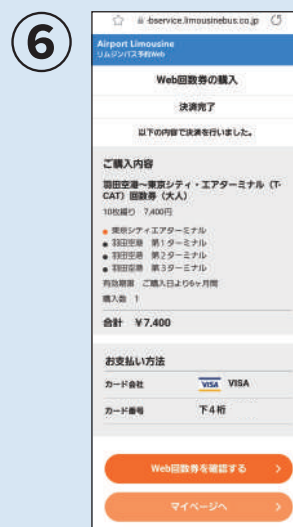 6
bservice.limousinebus.co.jp
Airport Limousine
リムジンバス予約Web
Web回数券の購入
決済完了
以下の内容で決済を行いました。
ご購入内容
羽田空港～東京シティ・エアターミナル（T-
CAT）回数券（大人）
10枚綴り 7,400円
東京シティエアターミナル
羽田空港 第1ターミナル
羽田空港 第2ターミナル
羽田空港 第3ターミナル
有効期限 ご購入日より6ヶ月間
購入数 1
合計 ￥7,400
お支払い方法
カード会社 VISA VISA
カード番号 下4桁
Web回数券を確認する >
マイページへ >